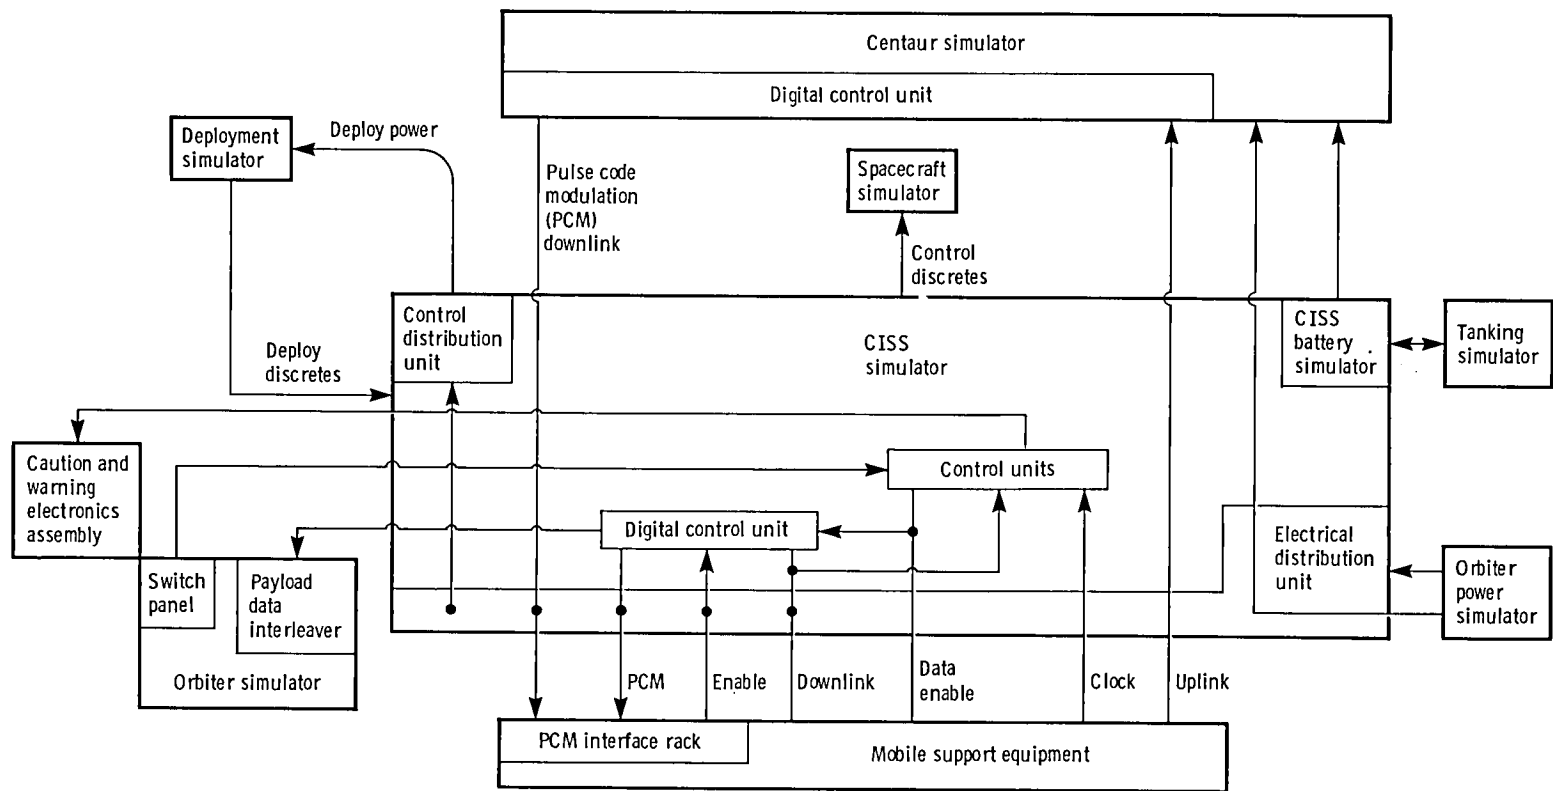 Centaur simulator
Digital control unit
Deployment
simulator
Deploy power
Pulse code
modulation
(PCM)
downlink
Spacecraft
simulator
Control
discretes
Control
distribution
unit
CISS
simulator
CISS
battery
simulator
Tanking
simulator
Deploy
discretes
Caution and
warning
electronics
assembly
Control units
Digital control unit
Electrical
distribution
unit
Orbiter
power
simulator
Switch
panel
Payload
data
interleaver
Orbiter simulator
PCM
Enable
Downlink
Data
enable
Clock
Uplink
PCM interface rack
Mobile support equipment